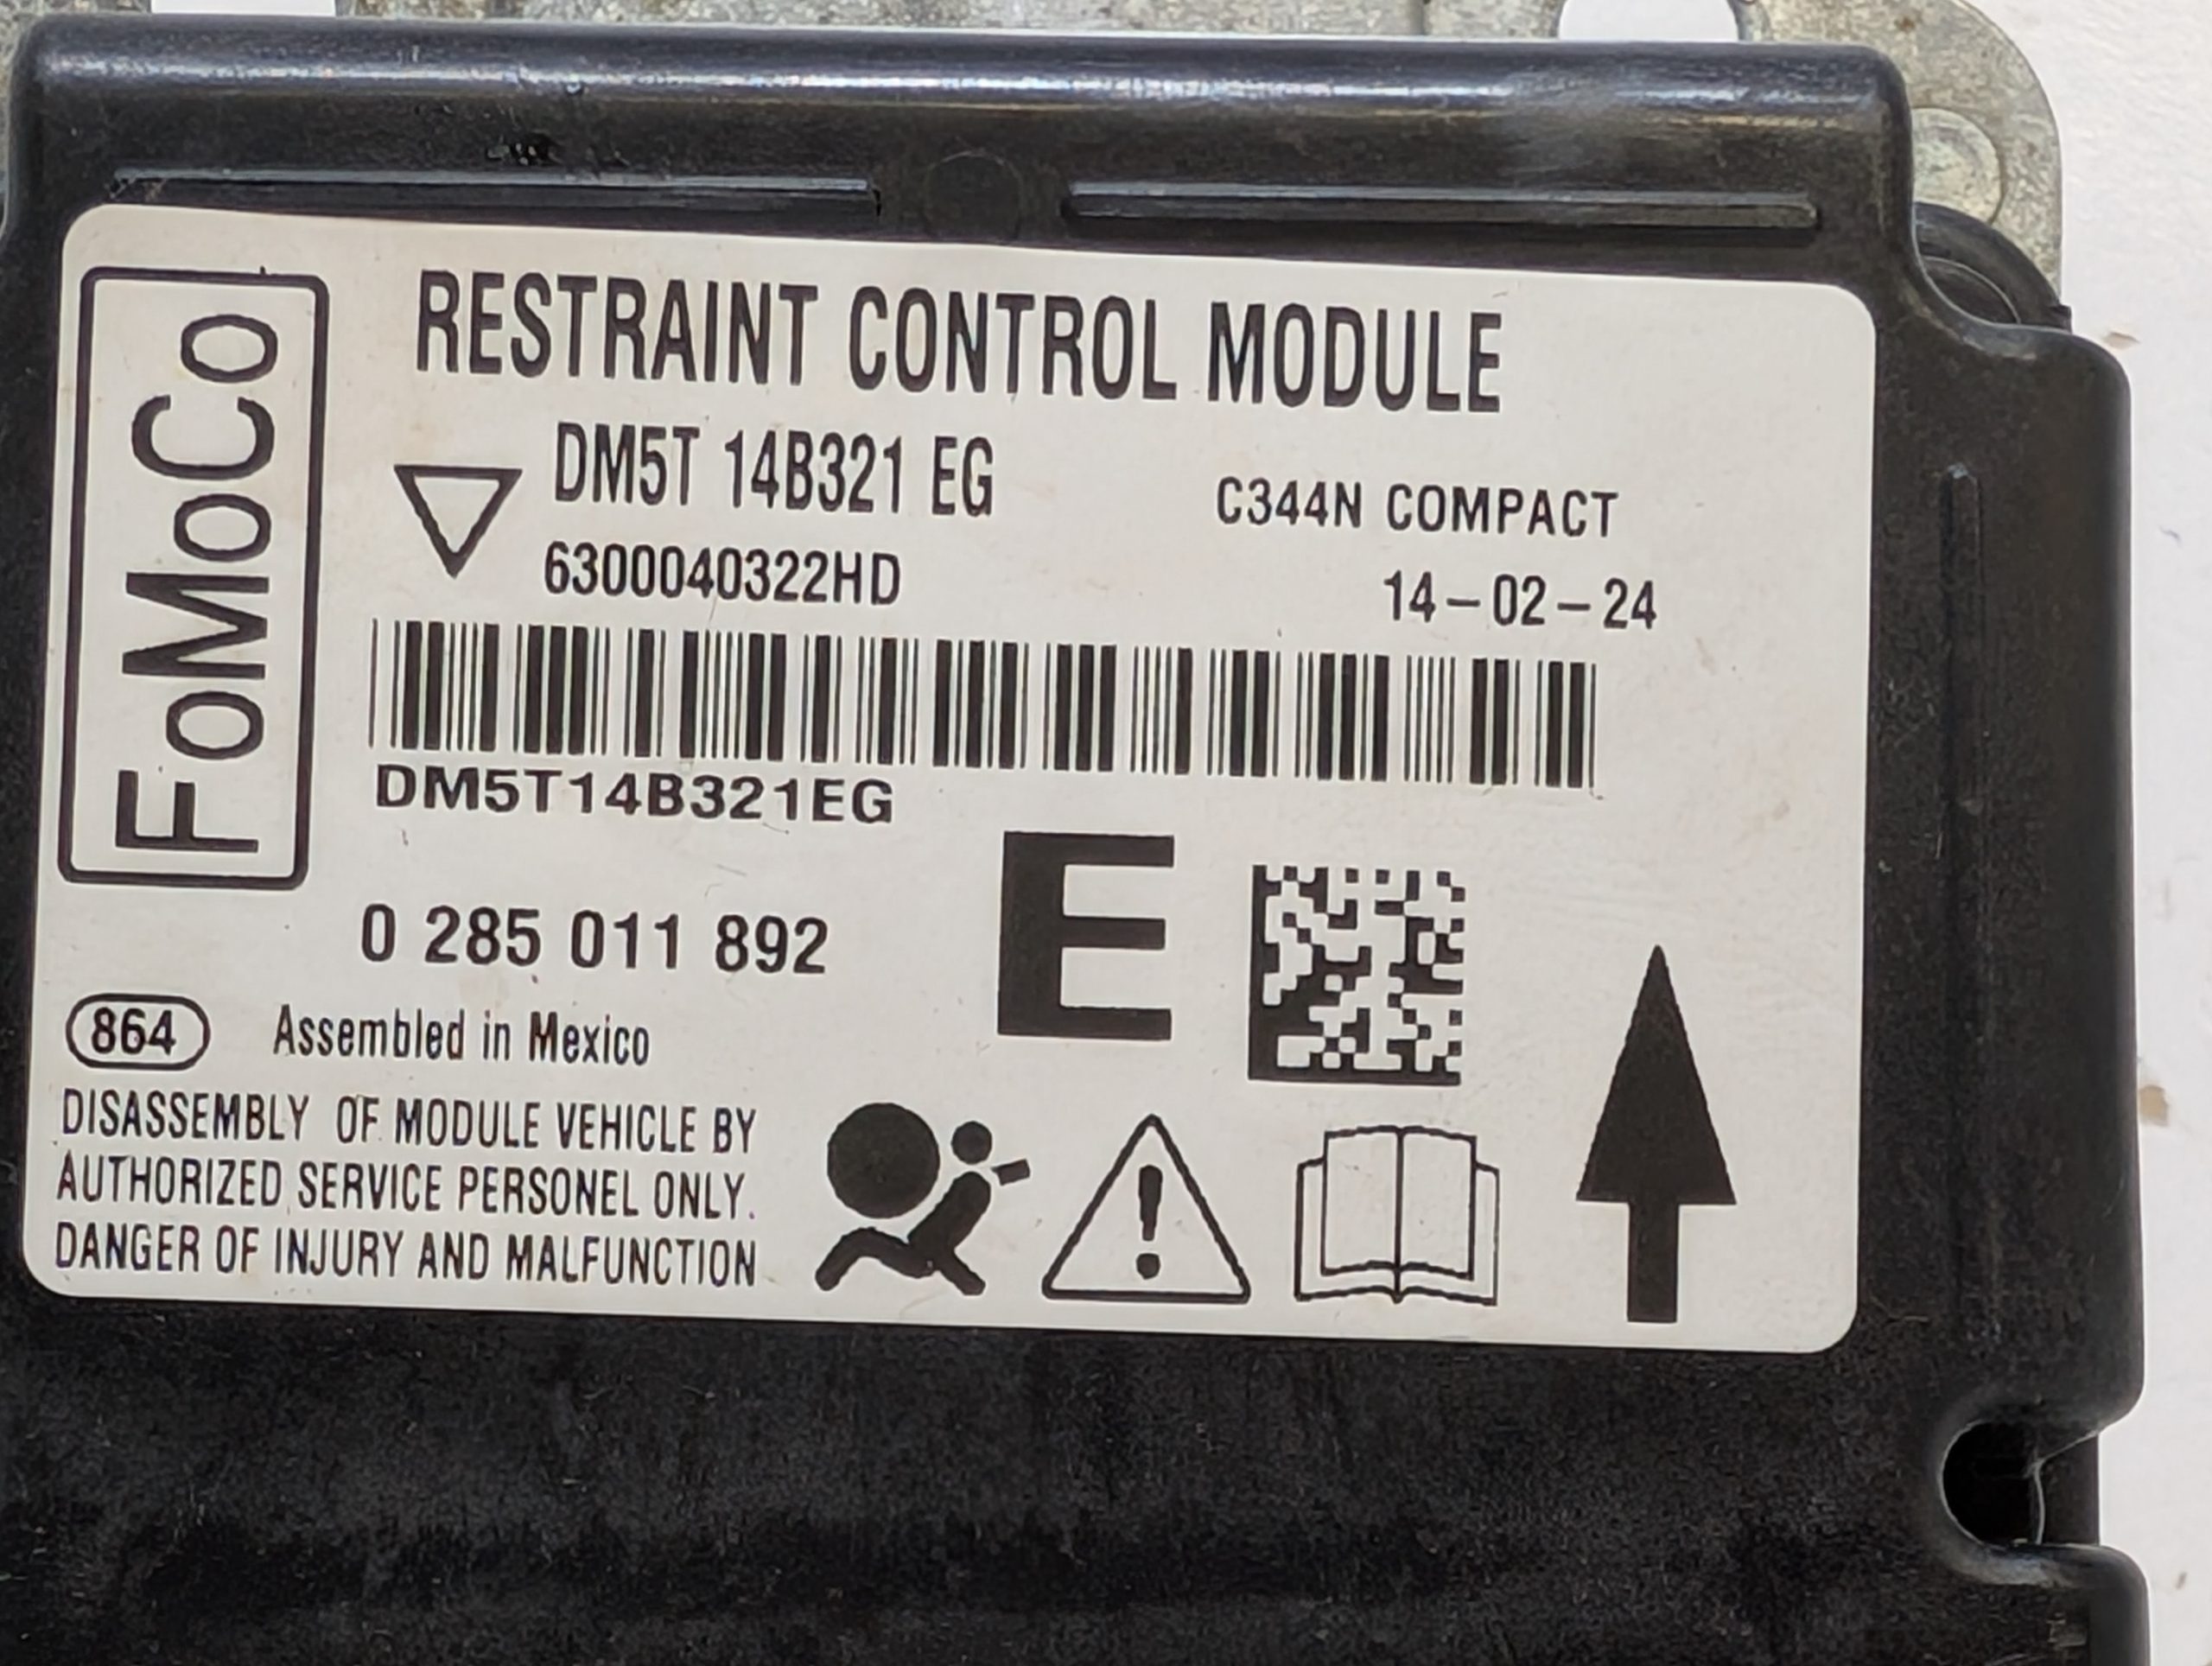 FoMoCo
RESTRAINT CONTROL MODULE
DM5T 14B321 EG
C344N COMPACT
6300040322HD
14-02-24
DM5T14B321EG
E
0 285 011 892
864 Assembled in Mexico
DISASSEMBLY OF MODULE VEHICLE BY
AUTHORIZED SERVICE PERSONEL ONLY.
DANGER OF INJURY AND MALFUNCTION